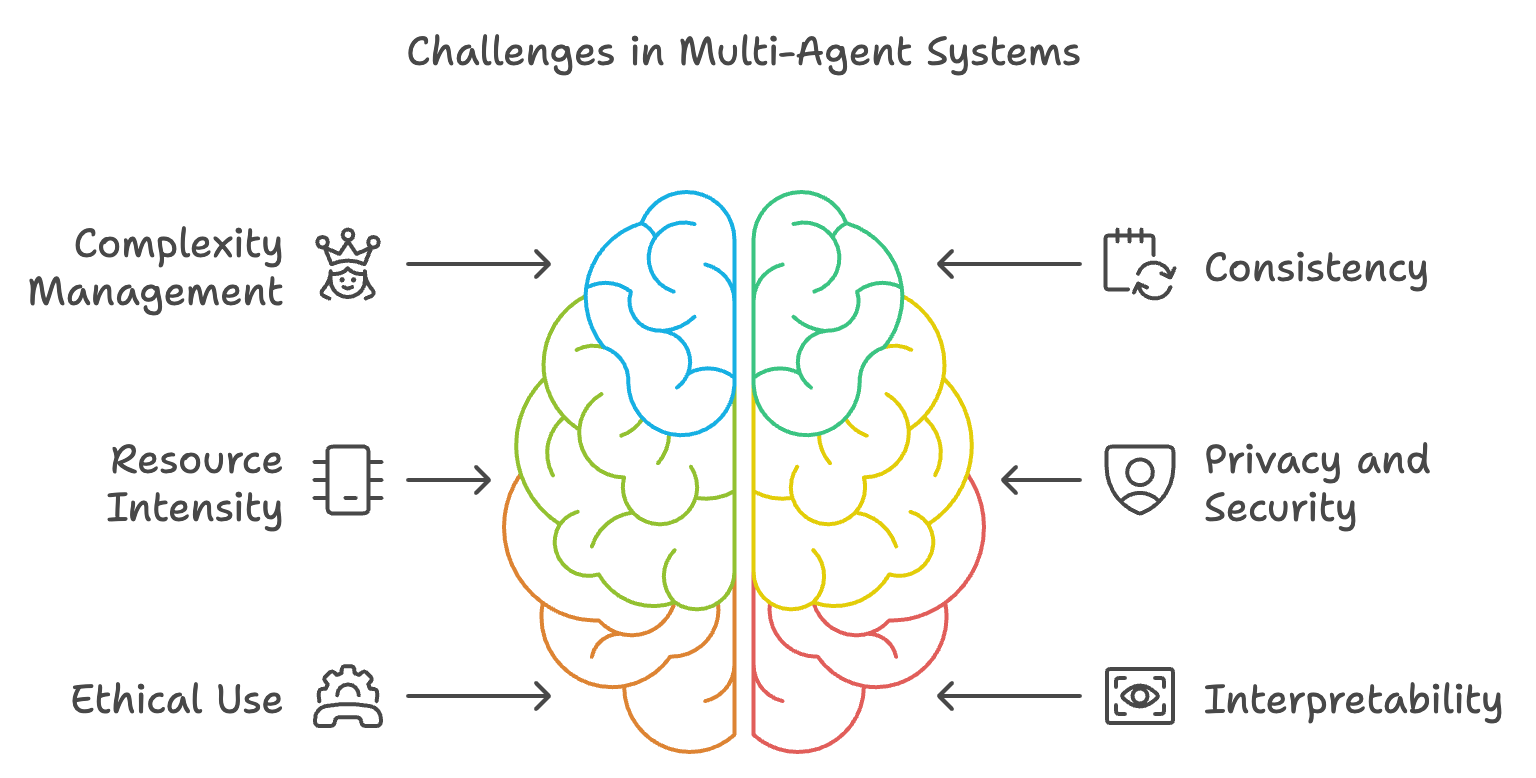 Challenges in Multi-Agent Systems
Complexity
Management
Consistency
Resource
Intensity
Privacy and
Security
Ethical Use
Interpretability